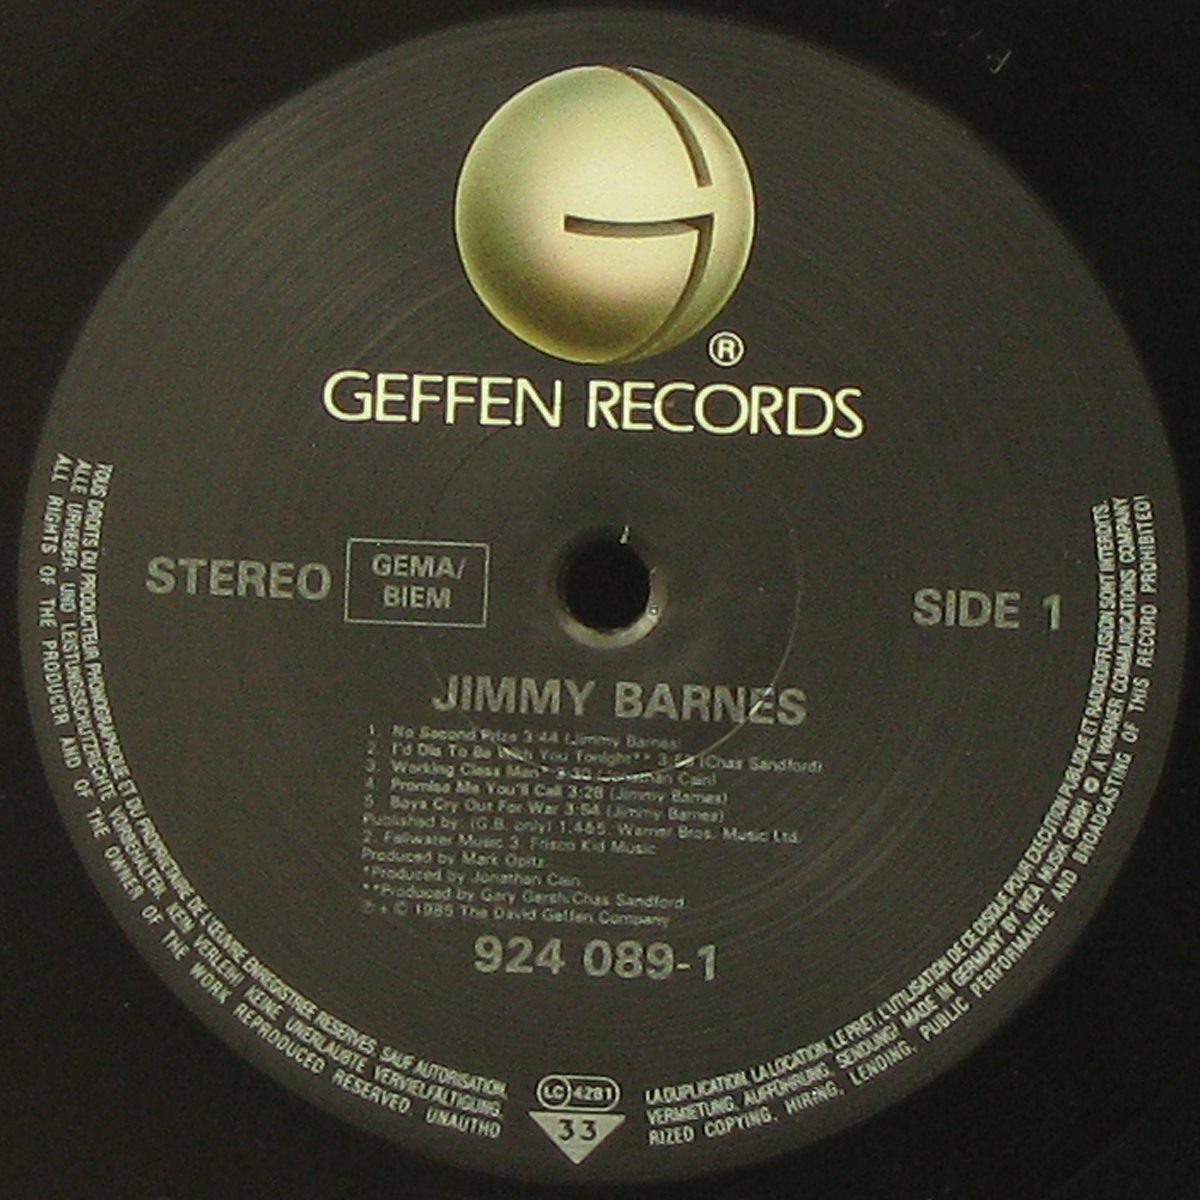 ®
GEFFEN RECORDS
STEREO
GEMA/
BIEM
SIDE 1
JIMMY BARNES
1. No Second Prize 3:44 (Jimmy Barnes)
2. I'd Die To Be With You Tonight** 3:58 (Chas Sandford)
3. Working Class Man* 3:30 (Jonathan Cain)
4. Promise Me You'll Call 3:28 (Jimmy Barnes)
5. Boys Cry Out For War 3:54 (Jimmy Barnes)
Published by: (G.B. only) 1.4&5. Warner Bros. Music Ltd.
2. Fallwater Music 3. Frisco Kid Music
Produced by Mark Opitz
*Produced by Jonathan Cain
**Produced by Gary Gersh/Chas Sandford
℗ + © 1985 The David Geffen Company
924 089-1
TOUS DROITS DU PRODUCTEUR PHONOGRAPHIQUE ET DU PROPRIETAIRE DE L'ŒUVRE ENREGISTREE RESERVES. SAUF AUTORISATION,
LA DUPLICATION, LA LOCATION, LE PRET, L'UTILISATION DE CE DISQUE POUR EXECUTION PUBLIQUE ET RADIODIFFUSION SONT INTERDITS.
ALLE URHEBER- UND LEISTUNGSSCHUTZRECHTE VORBEHALTEN. KEIN VERLEIH! KEINE UNERLAUBTE VERVIELFÄLTIGUNG,
VERMIETUNG, AUFFÜHRUNG, SENDUNG! MADE IN GERMANY BY WEA MUSIK GMBH A WARNER COMMUNICATIONS COMPANY
ALL RIGHTS OF THE PRODUCER AND OF THE OWNER OF THE WORK REPRODUCED RESERVED. UNAUTHO
RIZED COPYING, HIRING, LENDING, PUBLIC PERFORMANCE AND BROADCASTING OF THIS RECORD PROHIBITED!
LC 4281
33